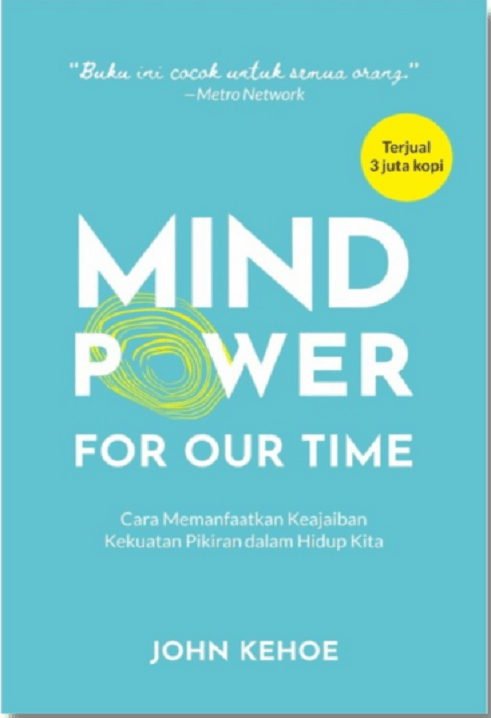 "Buku ini cocok untuk semua orang."
—Metro Network
Terjual
3 juta kopi
MIND
POWER
FOR OUR TIME
Cara Memanfaatkan Keajaiban
Kekuatan Pikiran dalam Hidup Kita
JOHN KEHOE